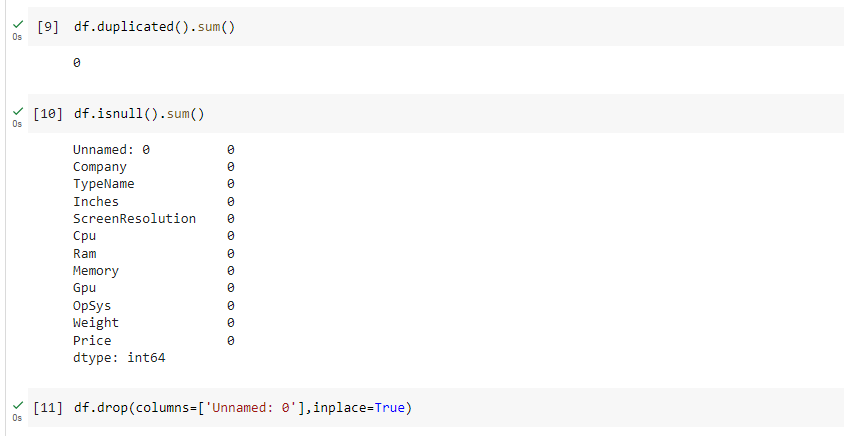 [9] df.duplicated().sum()
0s
0
[10] df.isnull().sum()
0s
Unnamed: 0 0
Company 0
TypeName 0
Inches 0
ScreenResolution 0
Cpu 0
Ram 0
Memory 0
Gpu 0
OpSys 0
Weight 0
Price 0
dtype: int64
[11] df.drop(columns=['Unnamed: 0'],inplace=True)
0s